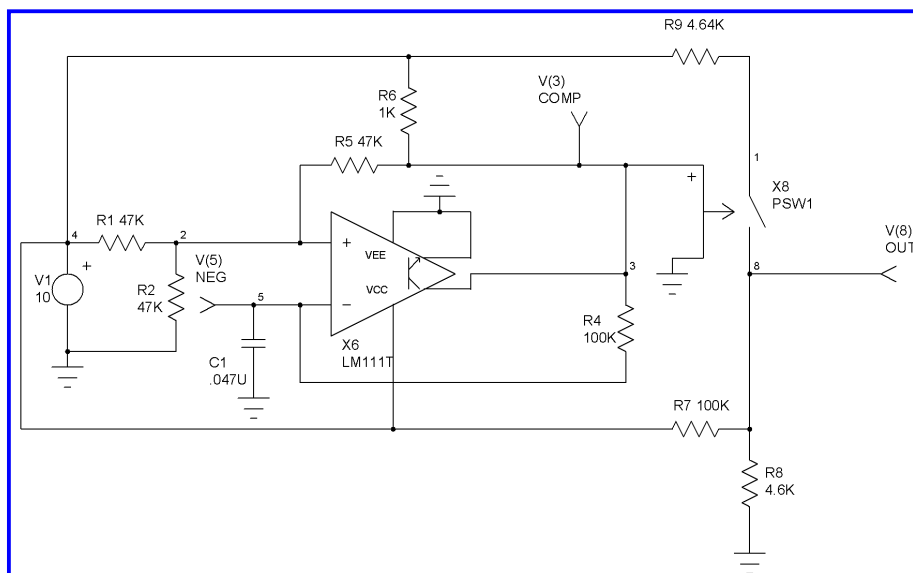 R9 4.64K
V(3)
COMP
R6
1K
R5 47K
1
+
X8
PSW1
R1 47K
4
2
+
VEE
V(8)
OUT
V(5)
NEG
+
V1
10
R2
47K
5
8
3
VCC
–
R4
100K
X6
LM111T
C1
.047U
R7 100K
R8
4.6K